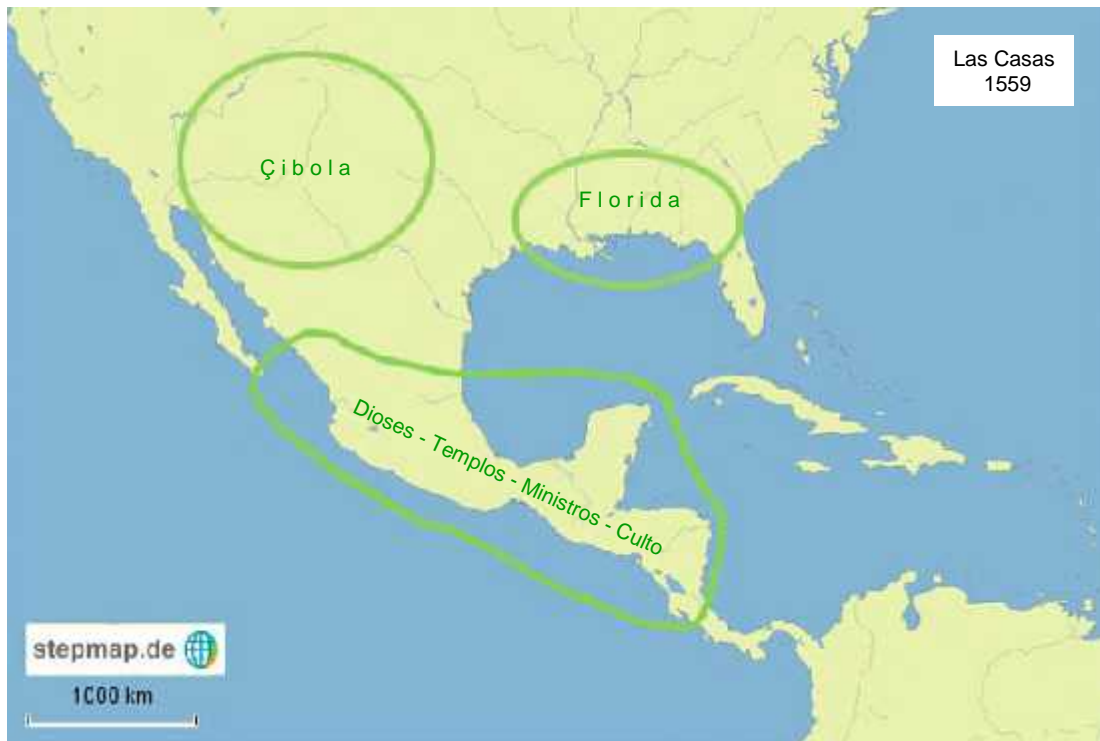 Las Casas
1559
Çibola
Florida
Dioses - Templos - Ministros - Culto
stepmap.de
1000 km